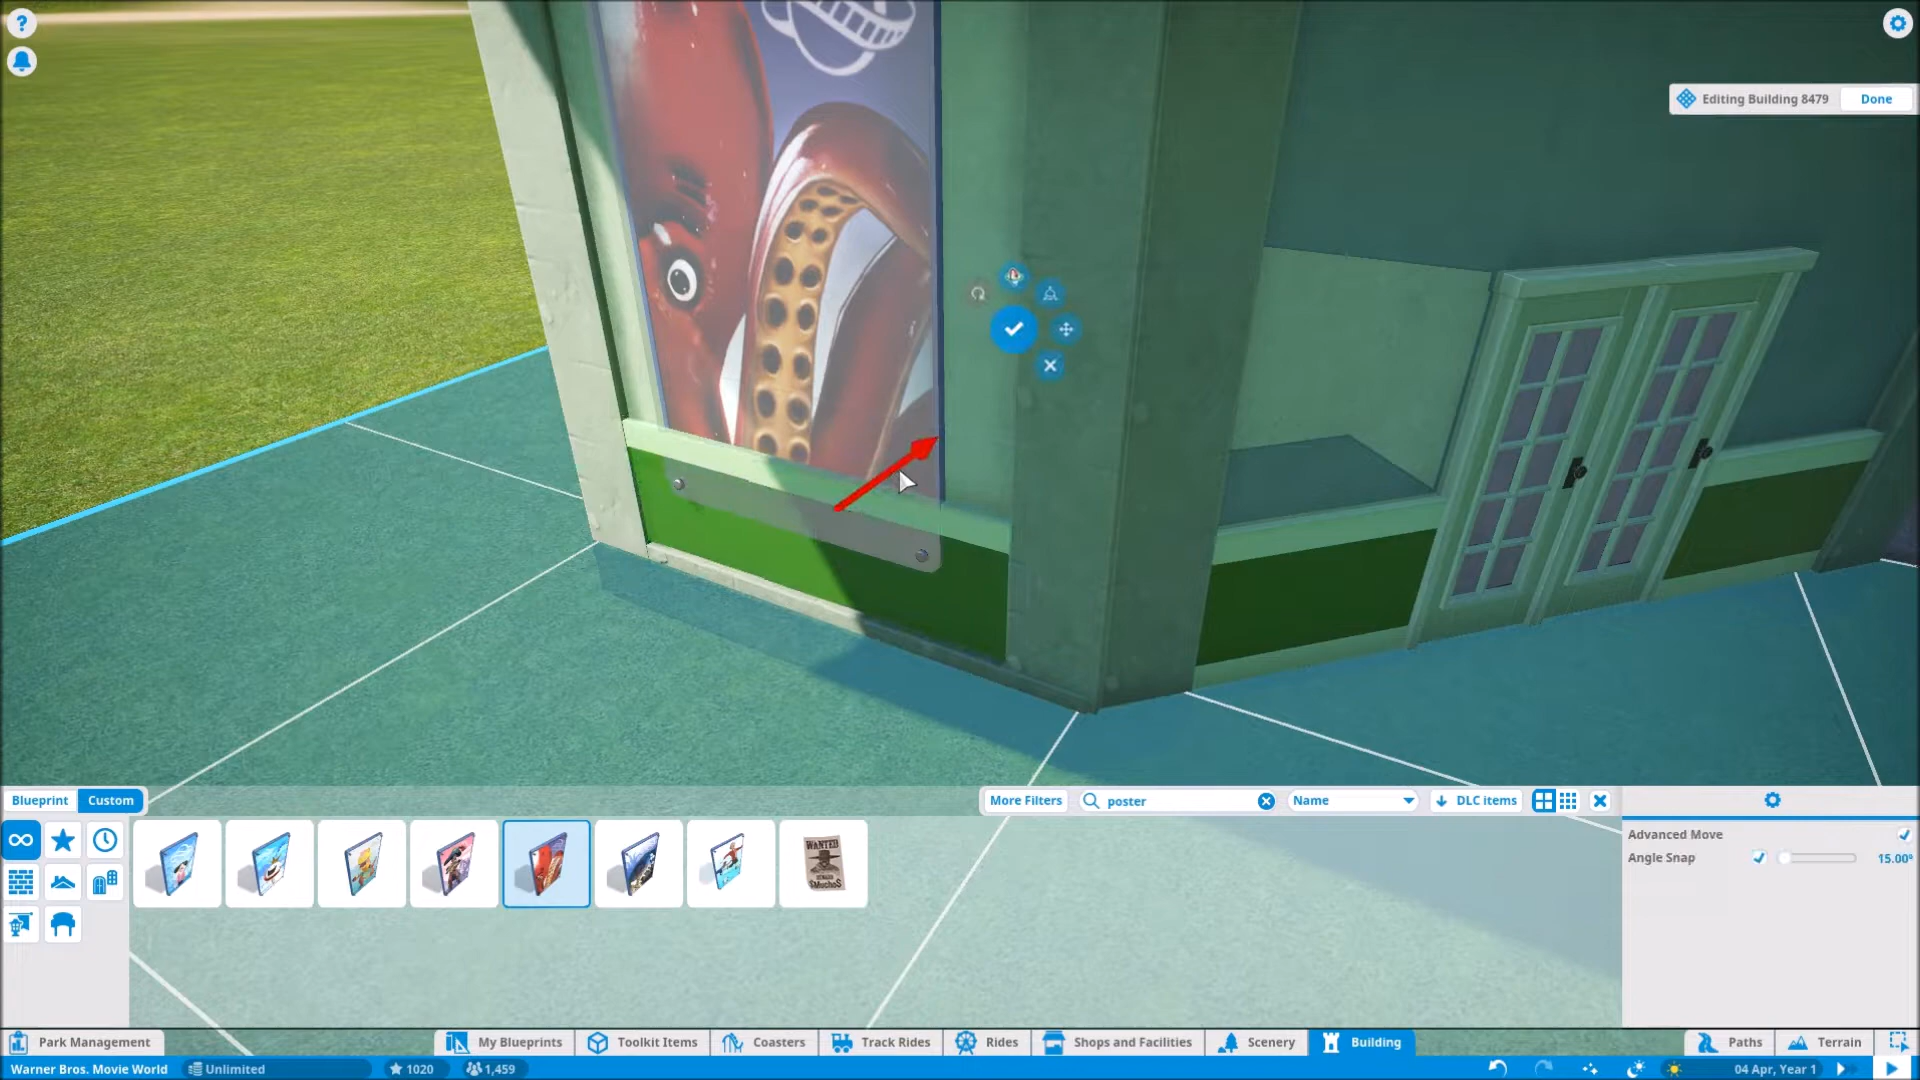 ?
Editing Building 8479
Done
Blueprint
Custom
More Filters
poster
Name
DLC items
WANTED
Advanced Move
Angle Snap
15.00°
Park Management
My Blueprints
Toolkit Items
Coasters
Track Rides
Rides
Shops and Facilities
Scenery
Building
Paths
Terrain
Warner Bros. Movie World
Unlimited
1020
1,459
04 Apr, Year 1